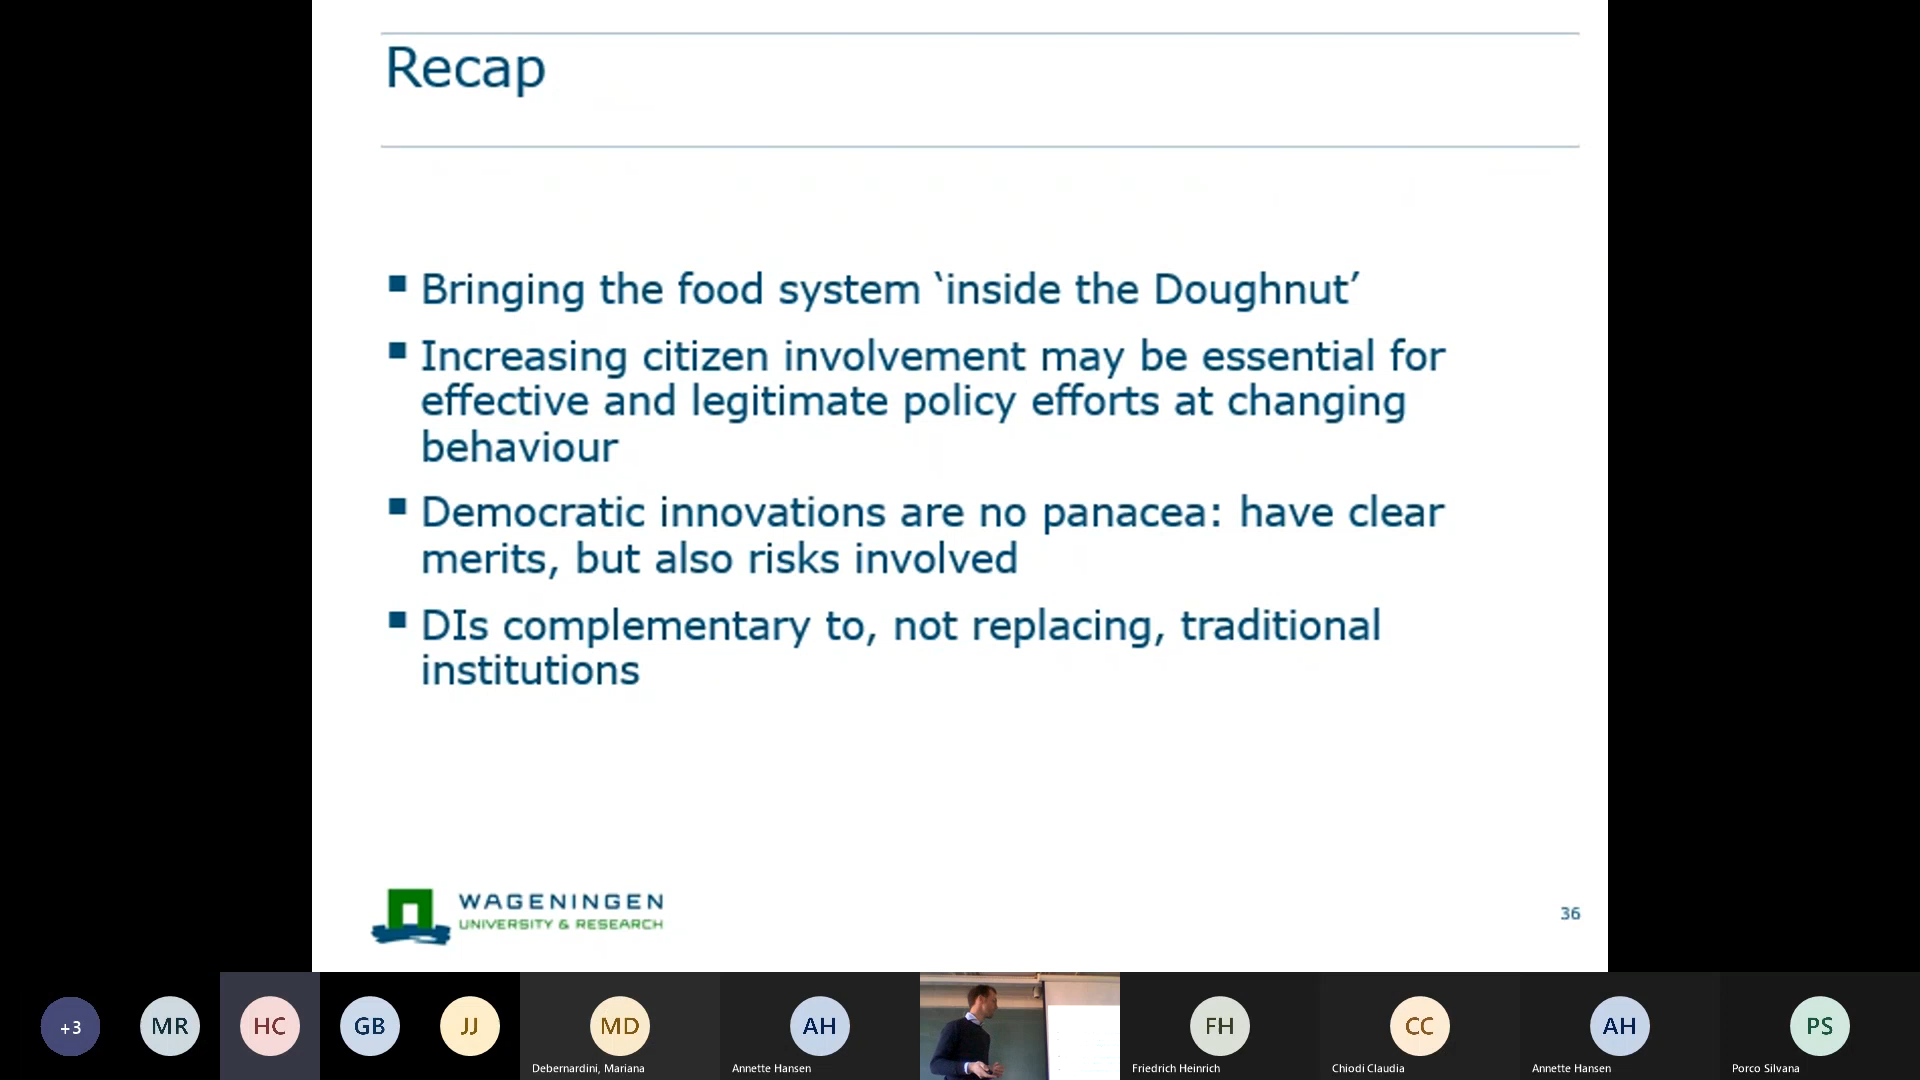 Recap
▪ Bringing the food system ‘inside the Doughnut’
▪ Increasing citizen involvement may be essential for
effective and legitimate policy efforts at changing
behaviour
▪ Democratic innovations are no panacea: have clear
merits, but also risks involved
▪ DIs complementary to, not replacing, traditional
institutions
WAGENINGEN
UNIVERSITY & RESEARCH
36
+3
MR
HC
GB
JJ
MD
Debernardini, Mariana
AH
Annette Hansen
FH
Friedrich Heinrich
CC
Chiodi Claudia
AH
Annette Hansen
PS
Porco Silvana